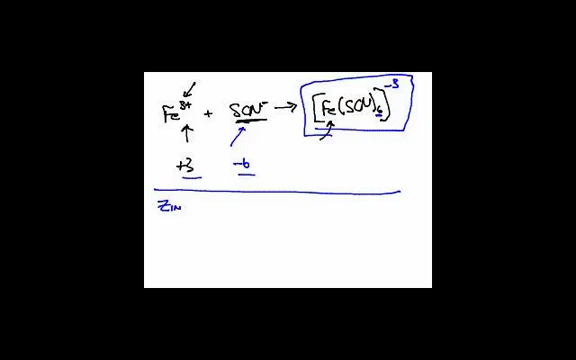 Fe³⁺ + SCN⁻ → [Fe(SCN)₆]⁻³
+3 -6
ZIN